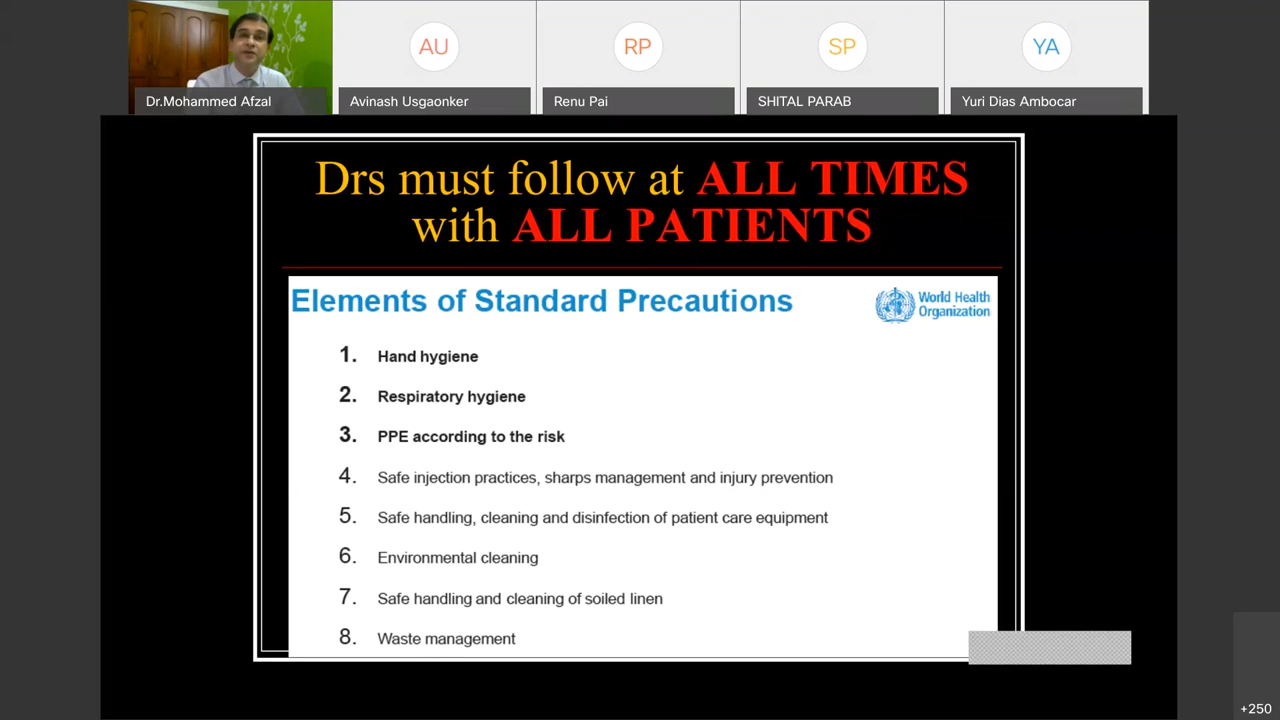 AU
RP
SP
YA
Dr.Mohammed Afzal
Avinash Usgaonker
Renu Pai
SHITAL PARAB
Yuri Dias Ambocar
Drs must follow at ALL TIMES
with ALL PATIENTS
Elements of Standard Precautions
World Health
Organization
1. Hand hygiene
2. Respiratory hygiene
3. PPE according to the risk
4. Safe injection practices, sharps management and injury prevention
5. Safe handling, cleaning and disinfection of patient care equipment
6. Environmental cleaning
7. Safe handling and cleaning of soiled linen
8. Waste management
+250